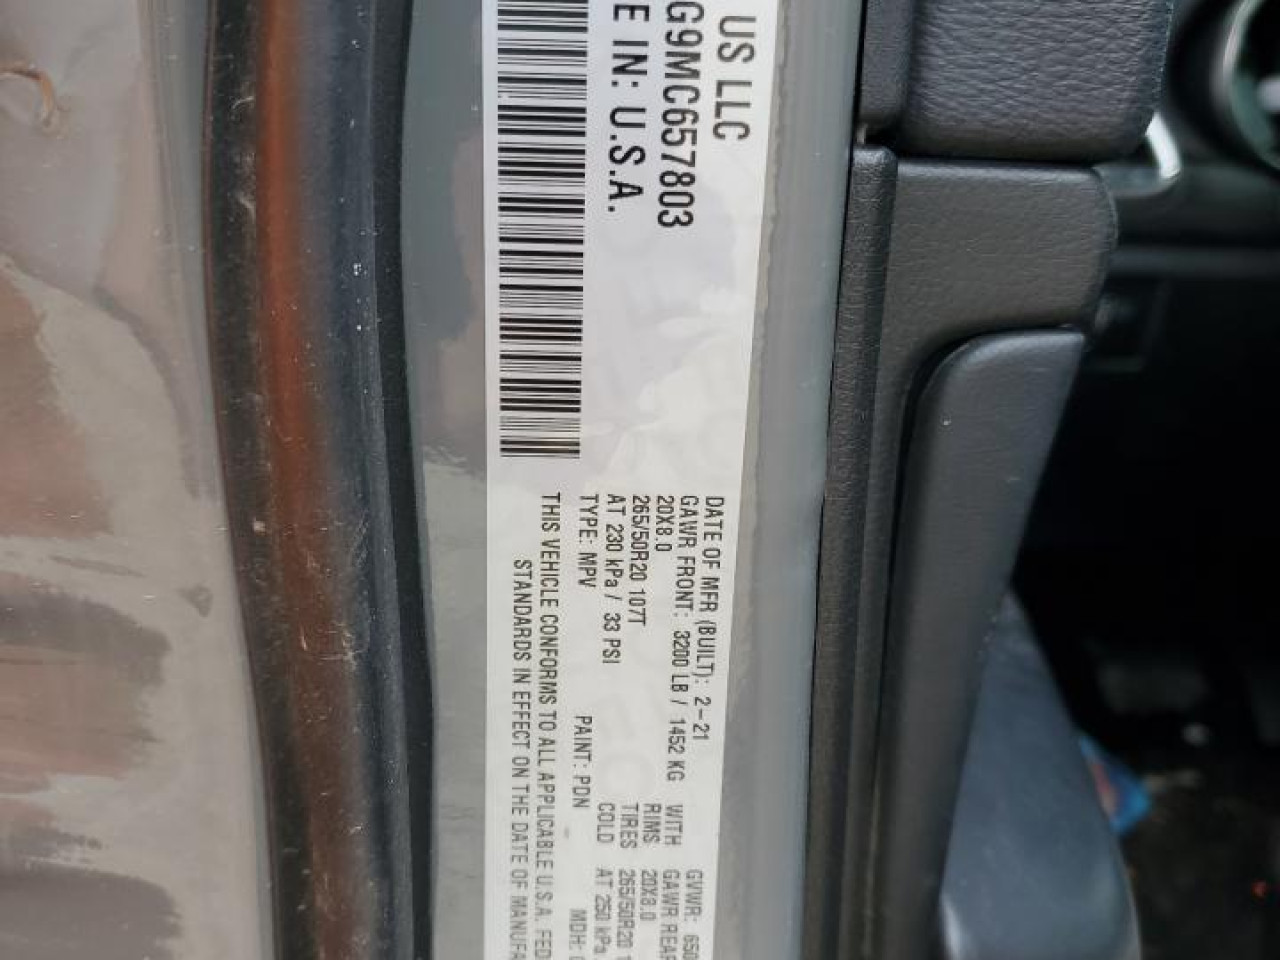 US LLC
G9MC657803
E IN: U.S.A.
DATE OF MFR (BUILT): 2-21
GVWR: 650
GAWR FRONT: 3200 LB / 1452 KG WITH
GAWR REAR
20X8.0 RIMS 20X8.0
265/50R20 107T TIRES 265/50R20 1
AT 230 kPa / 33 PSI COLD AT 250 kPa
TYPE: MPV PAINT: PDN MDH:
THIS VEHICLE CONFORMS TO ALL APPLICABLE U.S.A. FED
STANDARDS IN EFFECT ON THE DATE OF MANUFA